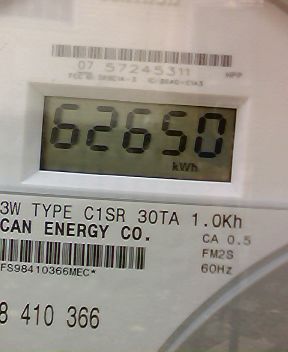 07 57245311 MPP
62650
kWh
3W TYPE C1SR 30TA 1.0Kh
CAN ENERGY CO. CA 0.5
FM2S
FS98410366MEC* 60Hz
8 410 366